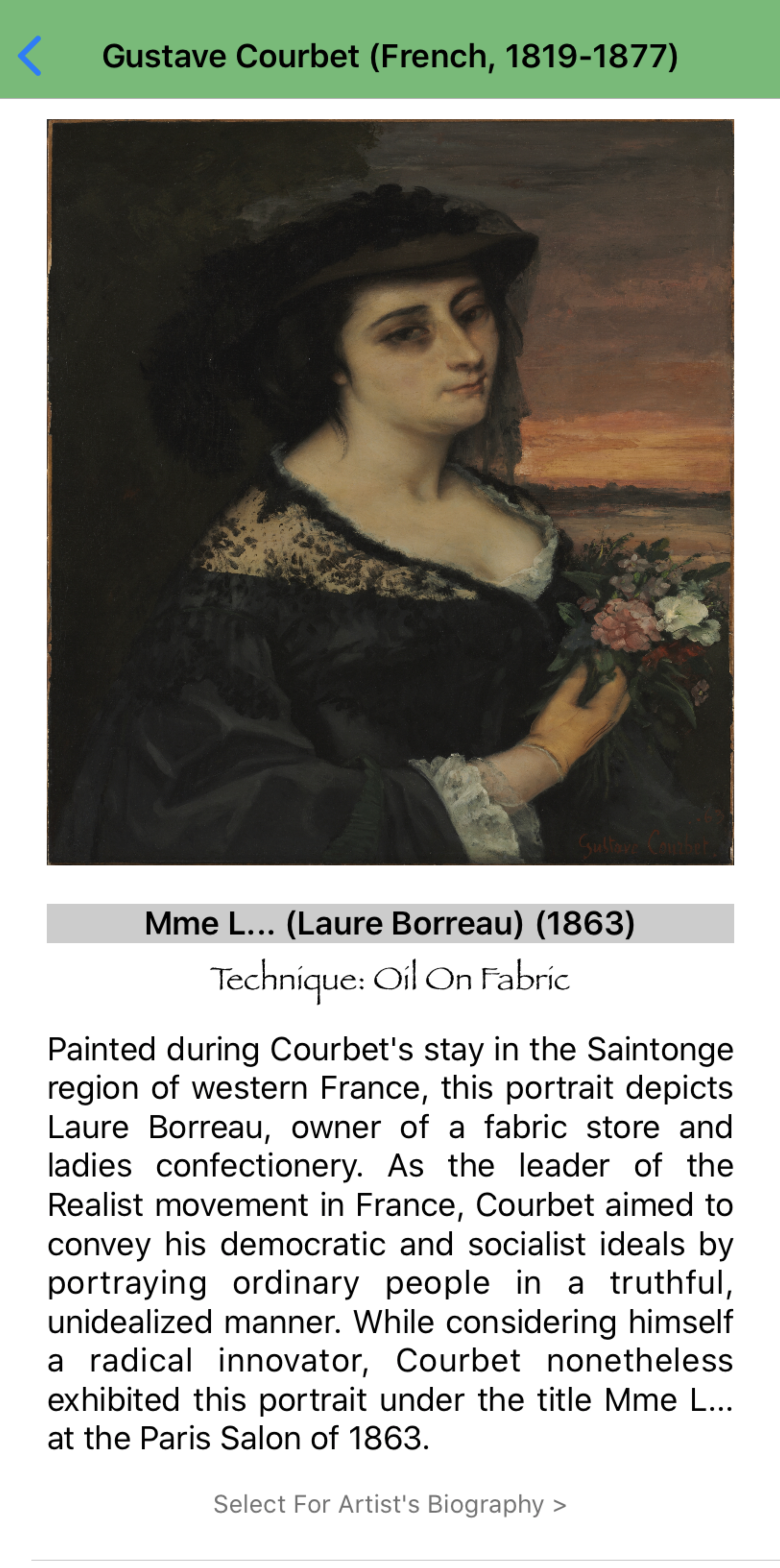 Gustave Courbet (French, 1819-1877)
Gustave Courbet.
Mme L... (Laure Borreau) (1863)
Technique: Oil On Fabric
Painted during Courbet's stay in the Saintonge
region of western France, this portrait depicts
Laure Borreau, owner of a fabric store and
ladies confectionery. As the leader of the
Realist movement in France, Courbet aimed to
convey his democratic and socialist ideals by
portraying ordinary people in a truthful,
unidealized manner. While considering himself
a radical innovator, Courbet nonetheless
exhibited this portrait under the title Mme L...
at the Paris Salon of 1863.
Select For Artist's Biography >